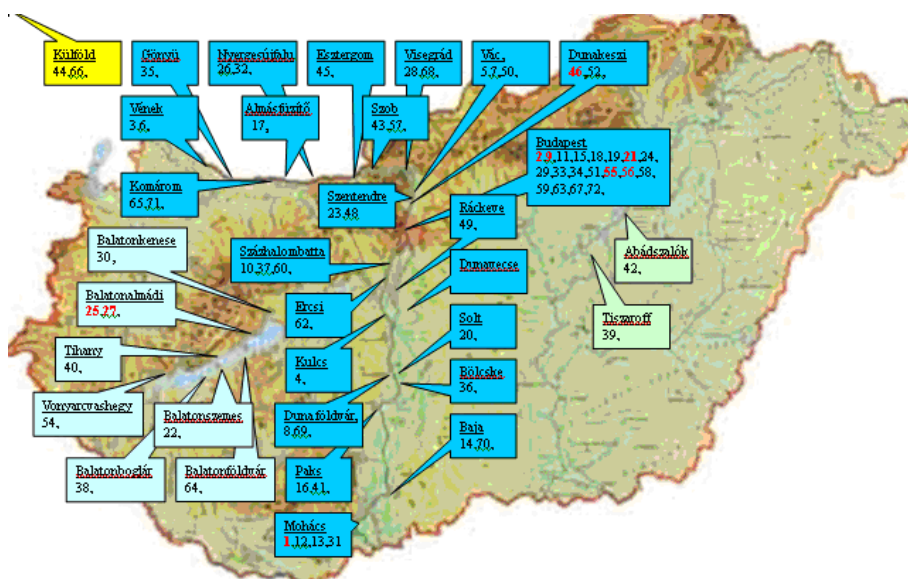 Külföld
44,66,
Gönyü
35,
Nyergesújfalu
26,32,
Esztergom
45,
Visegrád
28,68,
Vác,
5,7,50,
Dunakeszi
46,,52,
Vének
3,6,
Almásfüzítő
17,
Szob
43,57,
Budapest
2,9,11,15,18,19,21,24,
29,33,34,51,55,56,58,
59,63,67,72,
Komárom
65,71,
Szentendre
23,48
Ráckeve
49,
Abádszalók
42,
Balatonkenese
30,
Százhalombatta
10,37,60,
Dunavecse
Balatonalmádi
25,27,
Ercsi
62,
Solt
20,
Tiszaroff
39,
Tihany
40,
Kulcs
4,
Bölcske
36,
Vonyarcvashegy
54,
Balatonszemes
22,
Dunaföldvár,
8,69,
Baja
14,70,
Balatonboglár
38,
Balatonföldvár
64,
Paks
16,41,
Mohács
1,12,13,31